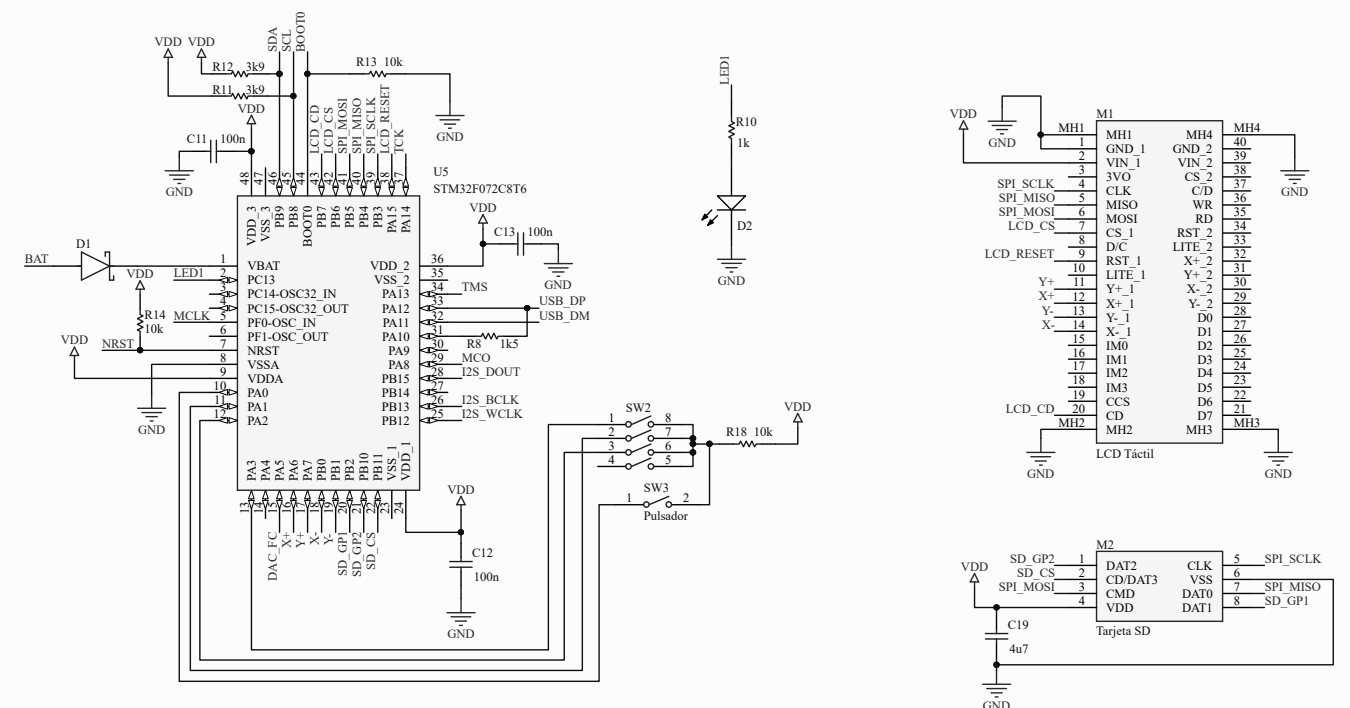 VDD VDD SDA SCL BOOT0
R12 3k9
R11 3k9
VDD
R13 10k
GND
C11 100n
GND
LCD_CD LCD_CS SPI_MOSI SPI_MISO SPI_SCLK LCD_RESET TCK
48 47 46 45 44 43 42 41 40 39 38 37
U5
STM32F072C8T6
VDD_3 VSS_3 PB9 PB8 BOOT0 PB7 PB6 PB5 PB4 PB3 PA15 PA14
VDD
C13 100n
GND
BAT D1
1 VBAT VDD_2 36
LED1 2 PC13 VSS_2 35
3 PC14-OSC32_IN PA13 34 TMS
4 PC15-OSC32_OUT PA12 33 USB_DP
MCLK 5 PF0-OSC_IN PA11 32 USB_DM
6 PF1-OSC_OUT PA10 31 R8 1k5
NRST 7 NRST PA9 30
8 VSSA PA8 29 MCO
9 VDDA PB15 28 I2S_DOUT
10 PA0 PB14 27
11 PA1 PB13 26 I2S_BCLK
12 PA2 PB12 25 I2S_WCLK
VDD
R14
10k
VDD
GND
PA3 PA4 PA5 PA6 PA7 PB0 PB1 PB2 PB10 PB11 VSS_1 VDD_1
13 14 15 16 17 18 19 20 21 22 23 24
DAC_FC X+ Y+ X- Y- SD_GP1 SD_GP2 SD_CS
VDD
C12
100n
GND
SW2
1 8
2 7
3 6
4 5
R18 10k
VDD
SW3
1 2
Pulsador
LED1
R10
1k
D2
GND
VDD
GND
M1
MH1 MH1 MH4 MH4
1 GND_1 GND_2 40
2 VIN_1 VIN_2 39
3 3VO CS_2 38
SPI_SCLK 4 CLK C/D 37
SPI_MISO 5 MISO WR 36
SPI_MOSI 6 MOSI RD 35
LCD_CS 7 CS_1 RST_2 34
8 D/C LITE_2 33
LCD_RESET 9 RST_1 X+_2 32
10 LITE_1 Y+_2 31
Y+ 11 Y+_1 X-_2 30
X+ 12 X+_1 Y-_2 29
Y- 13 Y-_1 D0 28
X- 14 X-_1 D1 27
15 IM0 D2 26
16 IM1 D3 25
17 IM2 D4 24
18 IM3 D5 23
19 CCS D6 22
LCD_CD 20 CD D7 21
MH2 MH2 MH3 MH3
LCD Táctil
GND
GND
GND
M2
SD_GP2 1 DAT2 CLK 5 SPI_SCLK
SD_CS 2 CD/DAT3 VSS 6
SPI_MOSI 3 CMD DAT0 7 SPI_MISO
4 VDD DAT1 8 SD_GP1
Tarjeta SD
VDD
C19
4u7
GND